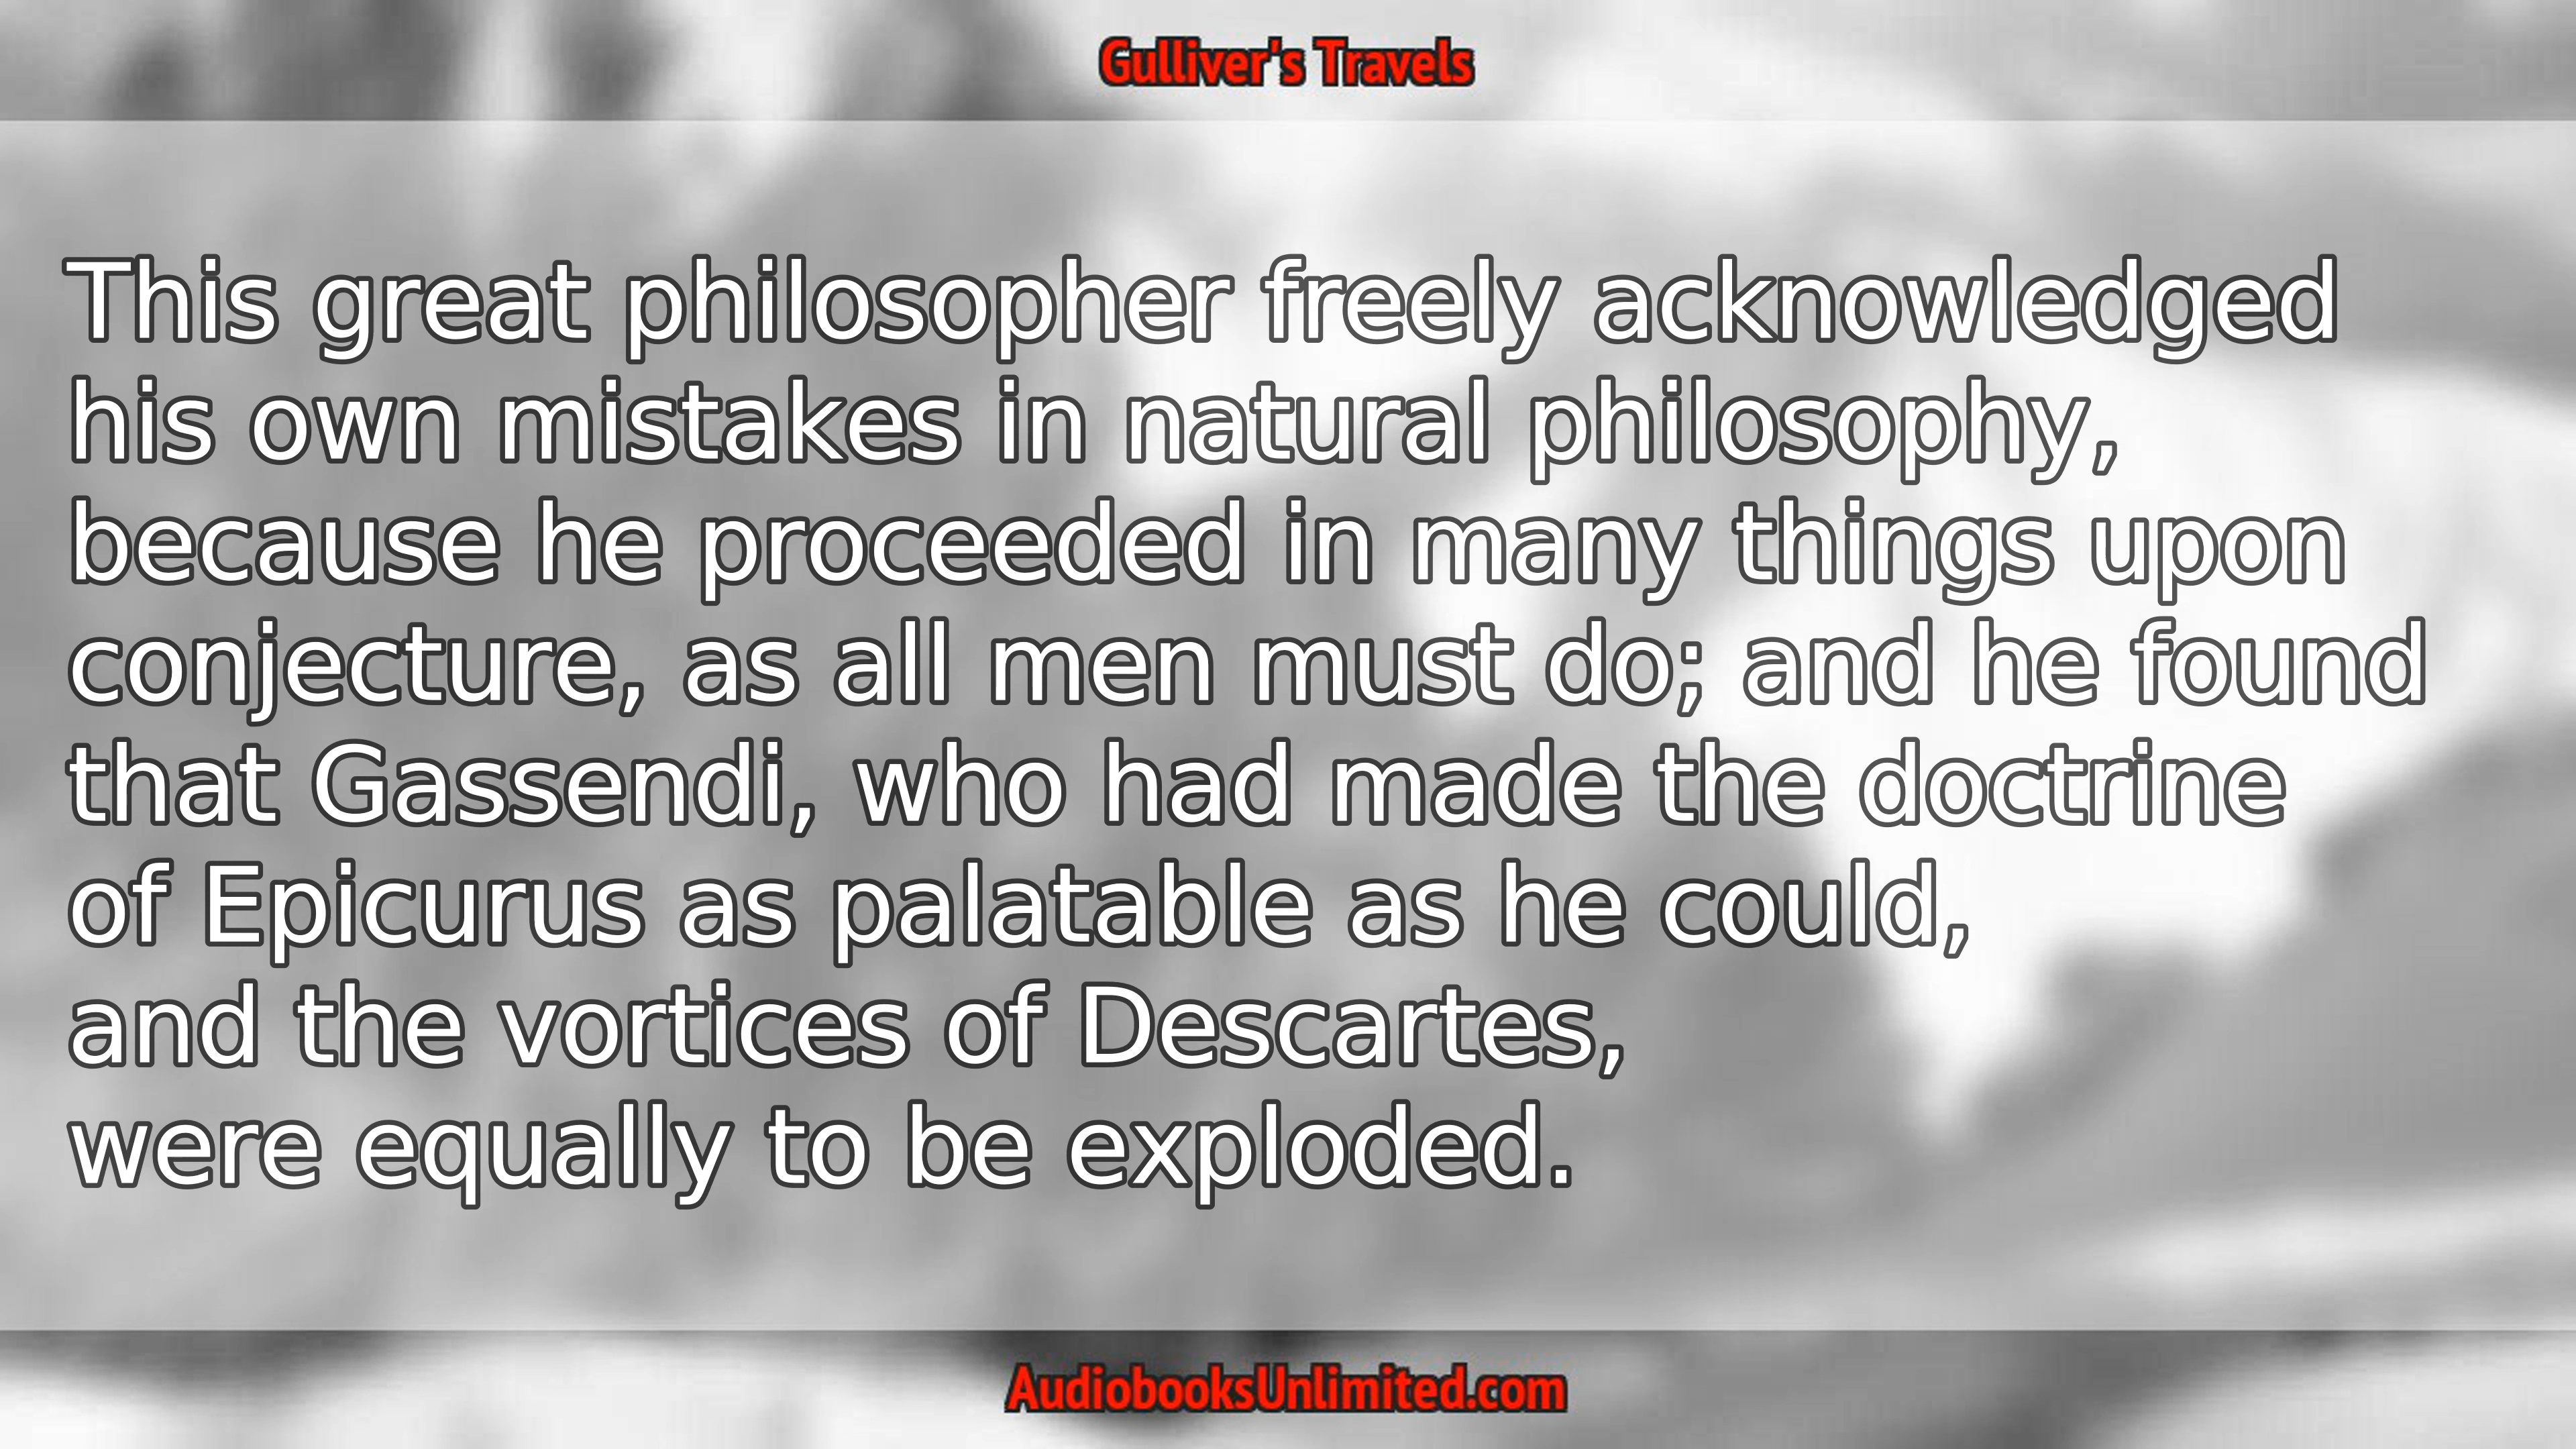 Gulliver's Travels
This great philosopher freely acknowledged
his own mistakes in natural philosophy,
because he proceeded in many things upon
conjecture, as all men must do; and he found
that Gassendi, who had made the doctrine
of Epicurus as palatable as he could,
and the vortices of Descartes,
were equally to be exploded.
AudiobooksUnlimited.com